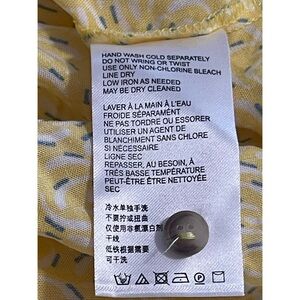 HAND WASH COLD SEPARATELY
DO NOT WRING OR TWIST
USE ONLY NON-CHLORINE BLEACH
LINE DRY
LOW IRON AS NEEDED
MAY BE DRY CLEANED
LAVER À LA MAIN À L'EAU
FROIDE SÉPARAMÉNT
NE PAS TORDRE OU ESSORER
UTILISER UN AGENT DE
BLANCHIMENT SANS CHLORE
SI NÉCESSAIRE
LIGNE SEC
REPASSER, AU BESOIN, À
TRÈS BASSE TEMPÉRATURE
PEUT-ÊTRE ÊTRE NETTOYÉE
SEC
冷水单独手洗
不要拧或扭曲
仅使用非氯漂白剂
干线
低铁根据需要
可干洗